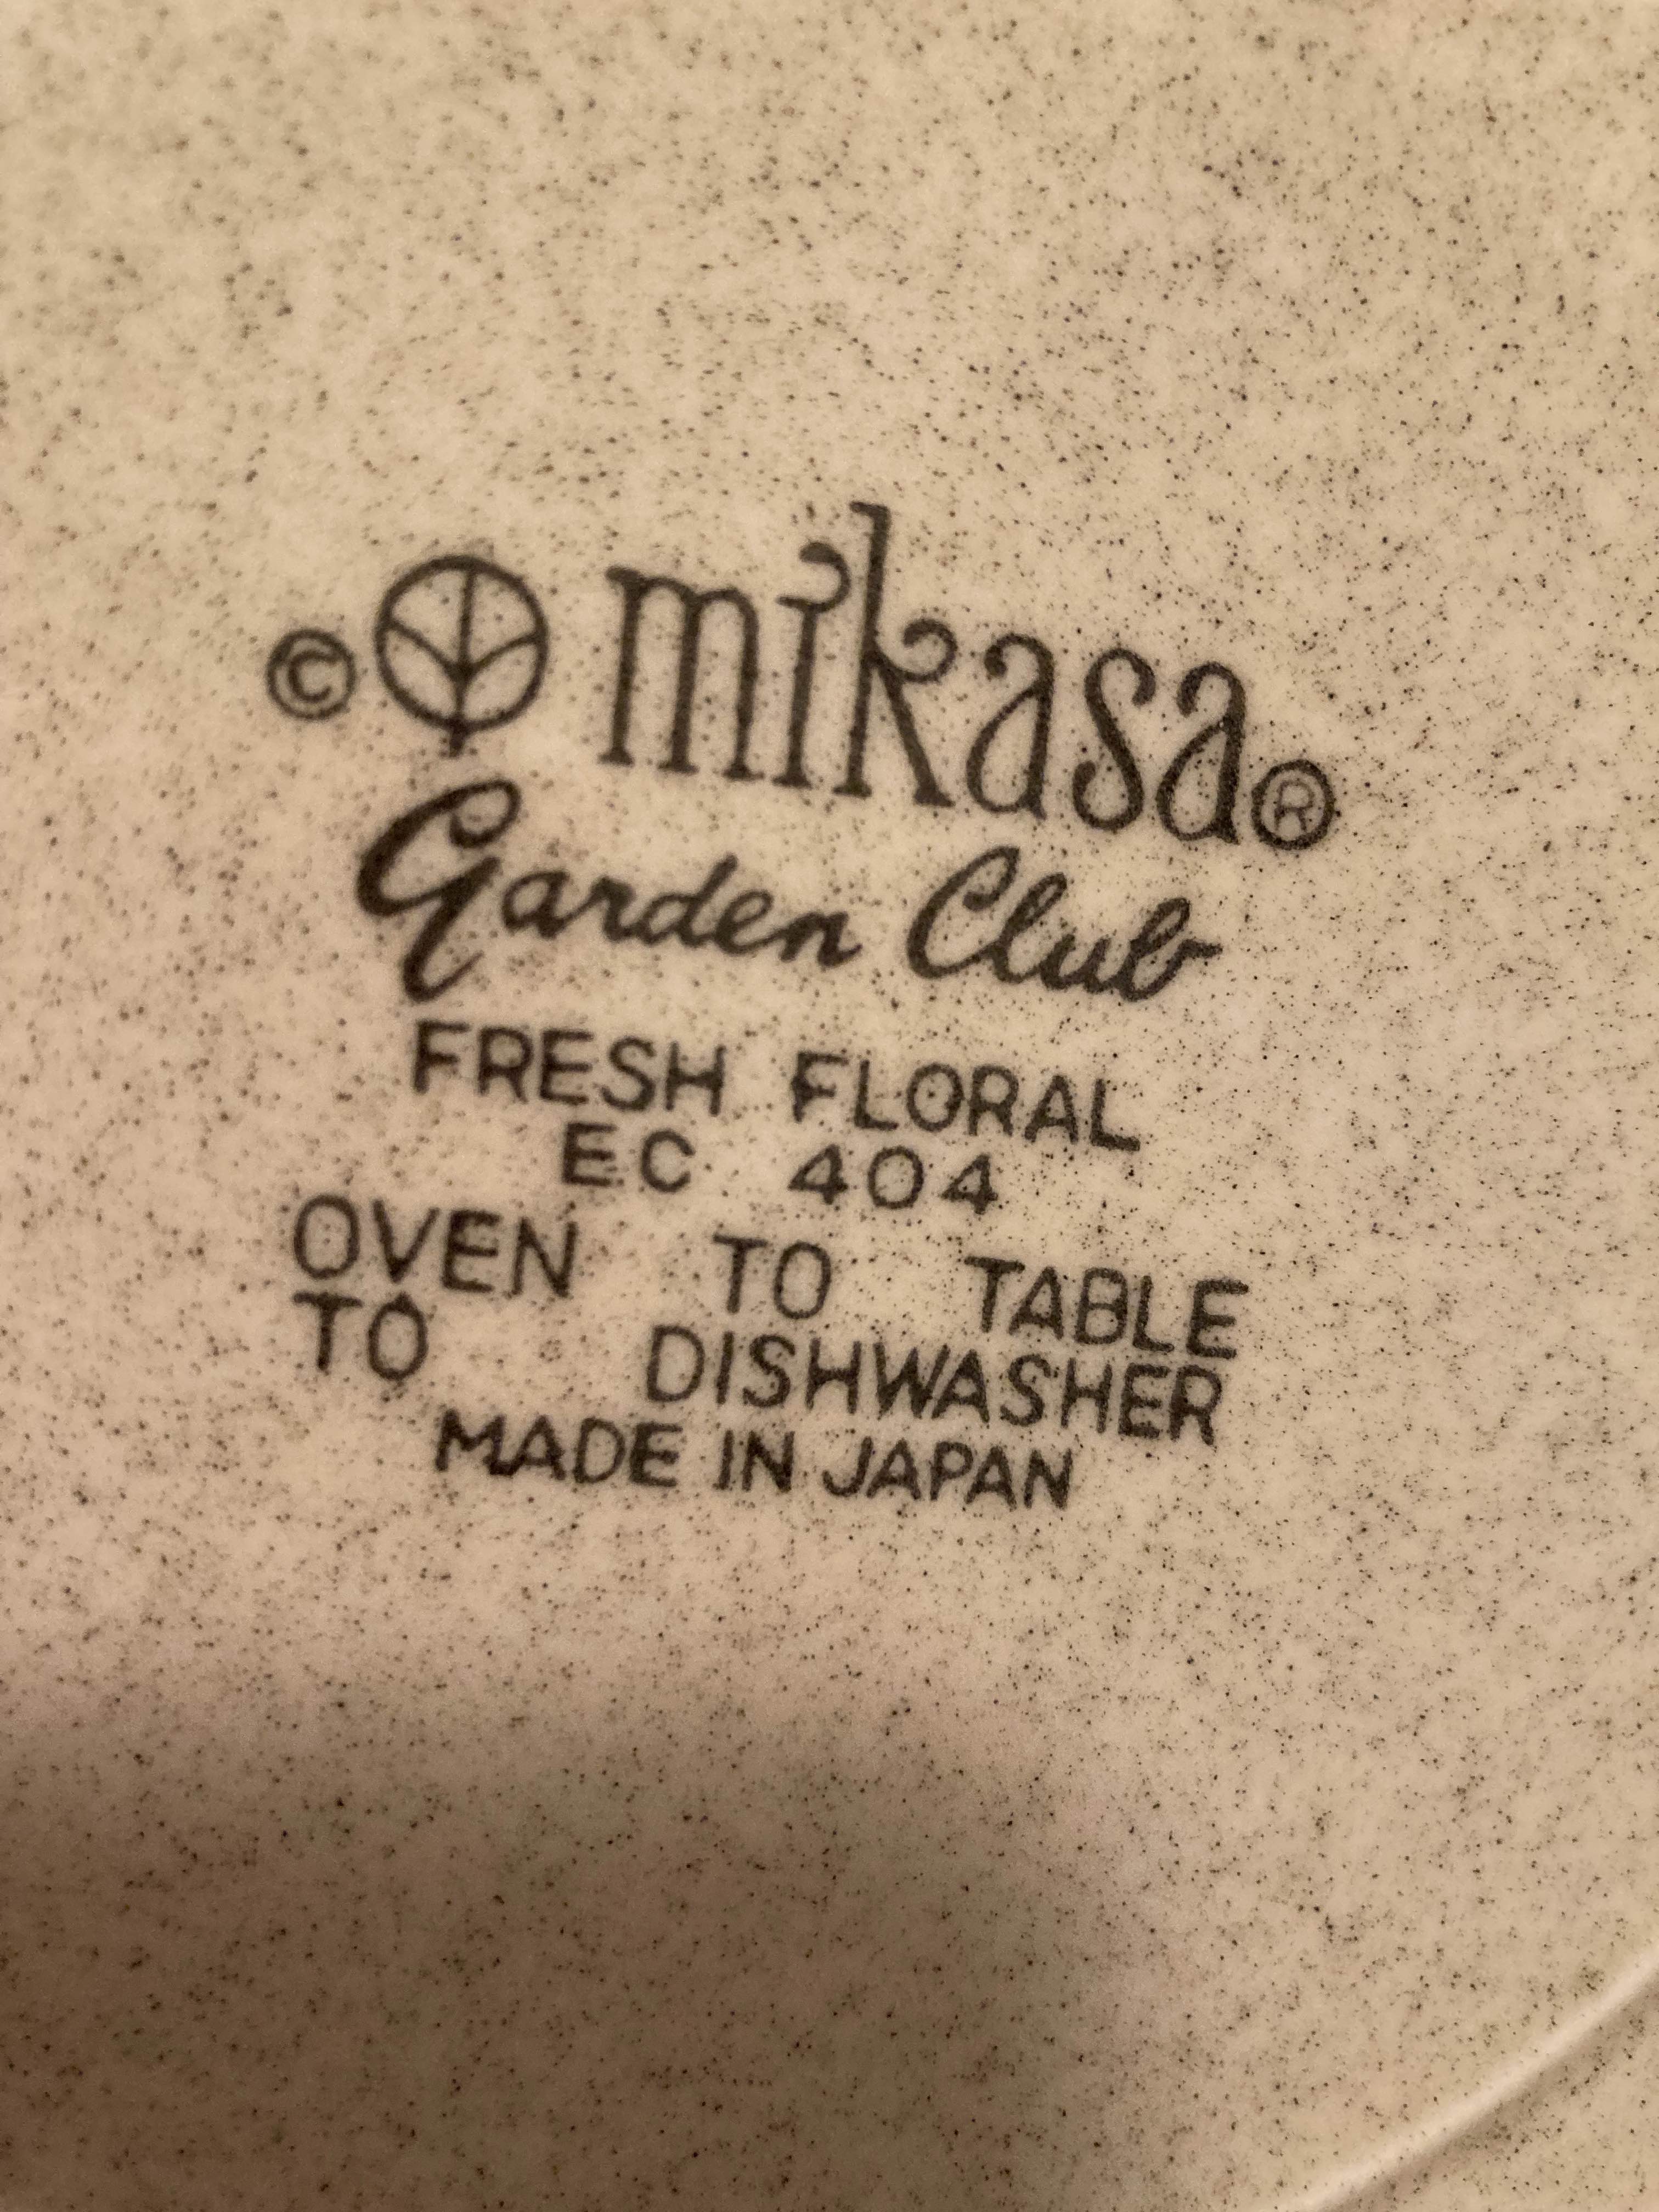 © mikasa®
Garden Club
FRESH FLORAL
EC 404
OVEN TO TABLE
TO DISHWASHER
MADE IN JAPAN